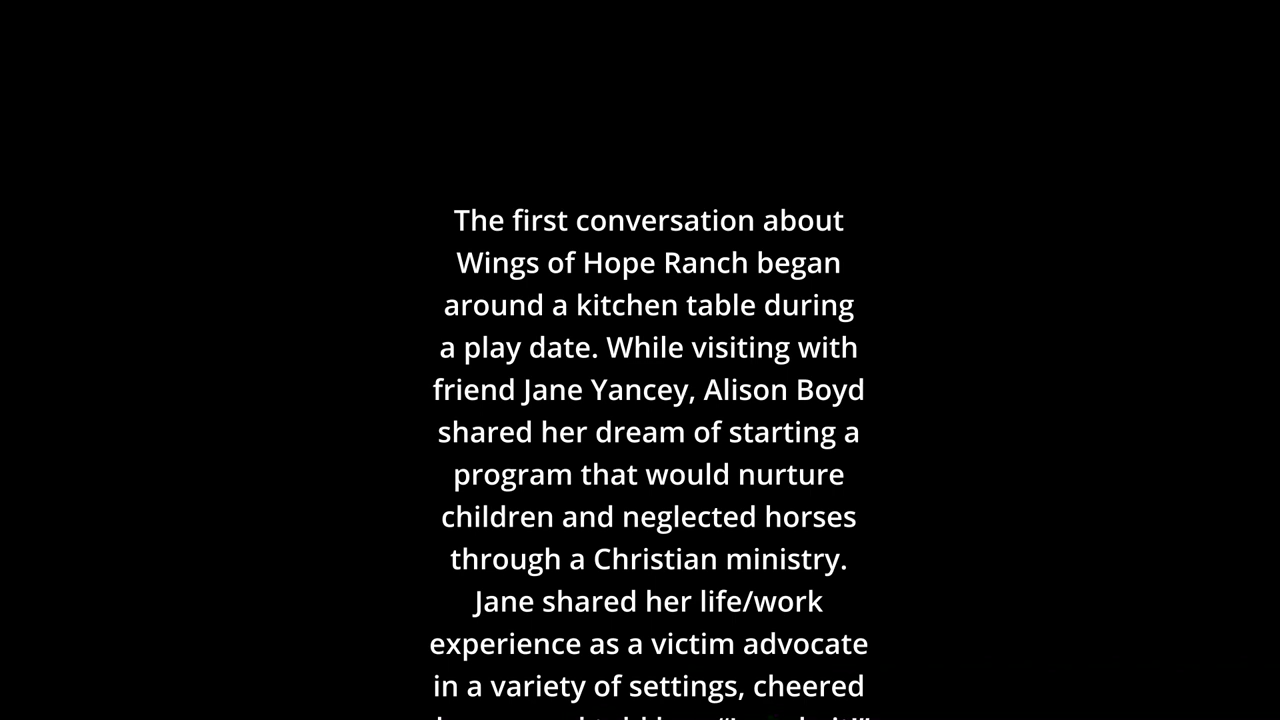 The first conversation about
Wings of Hope Ranch began
around a kitchen table during
a play date. While visiting with
friend Jane Yancey, Alison Boyd
shared her dream of starting a
program that would nurture
children and neglected horses
through a Christian ministry.
Jane shared her life/work
experience as a victim advocate
in a variety of settings, cheered